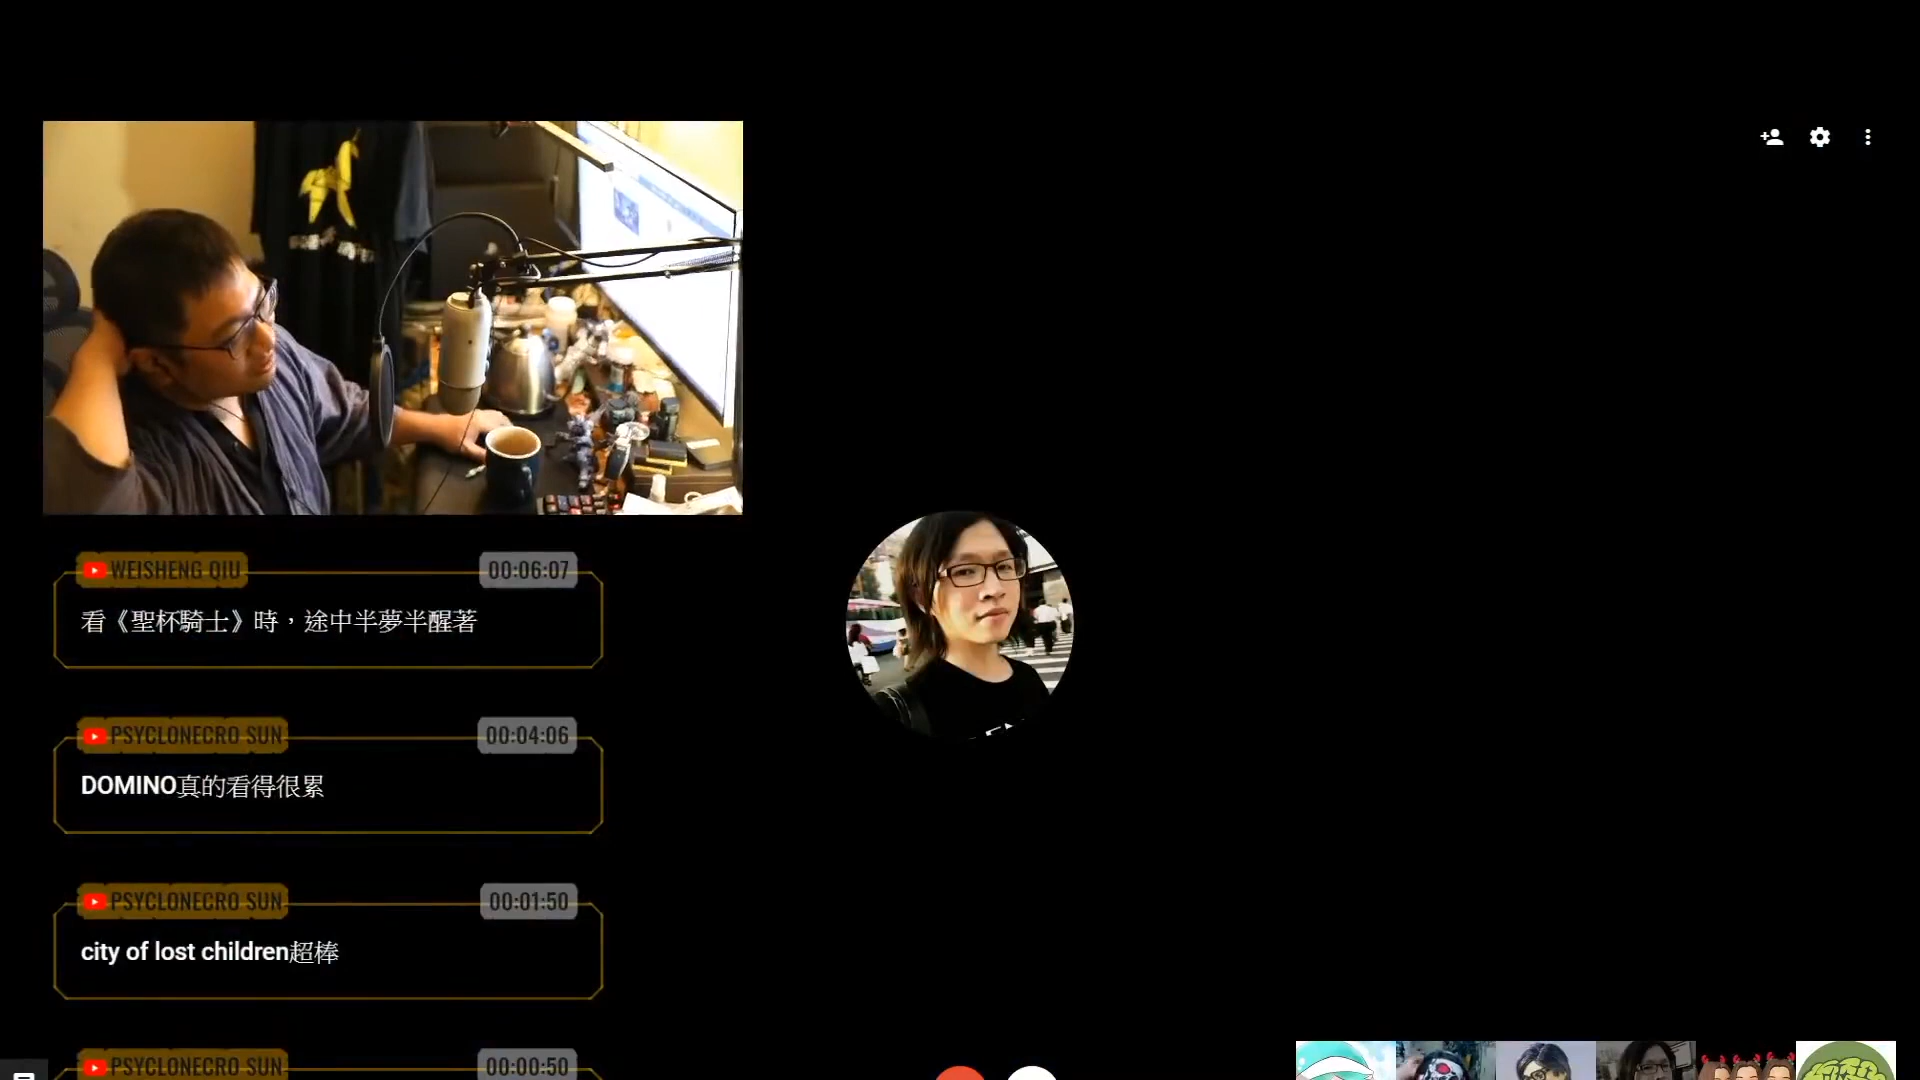 WEISHENG QIU 00:06:07
看《聖杯騎士》時，途中半夢半醒著
PSYCLONECRO SUN 00:04:06
DOMINO真的看得很累
PSYCLONECRO SUN 00:01:50
city of lost children超棒
PSYCLONECRO SUN 00:00:50